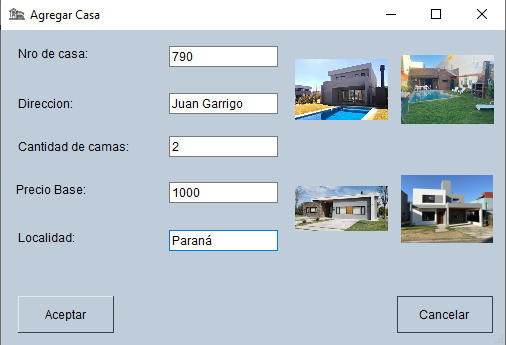 Agregar Casa
Nro de casa: 790
Direccion: Juan Garrigo
Cantidad de camas: 2
Precio Base: 1000
Localidad: Paraná
Aceptar Cancelar